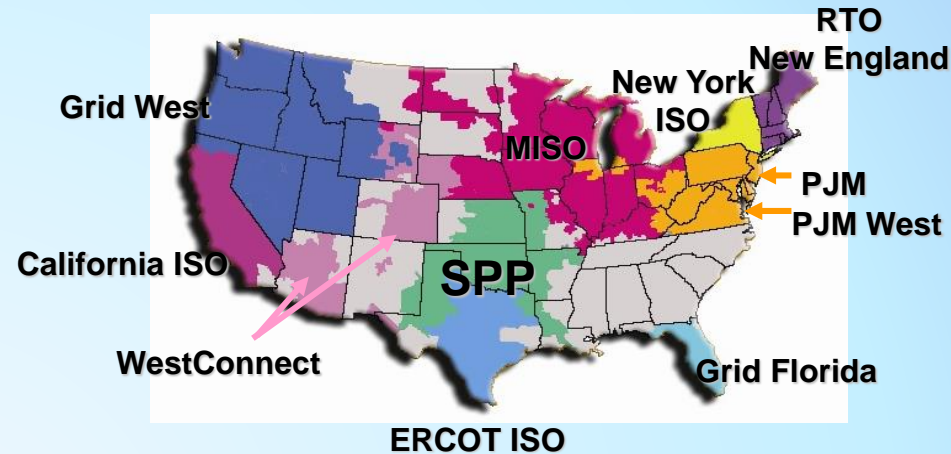 RTO
New England
New York
ISO
Grid West
MISO
PJM
PJM West
California ISO
SPP
WestConnect
Grid Florida
ERCOT ISO